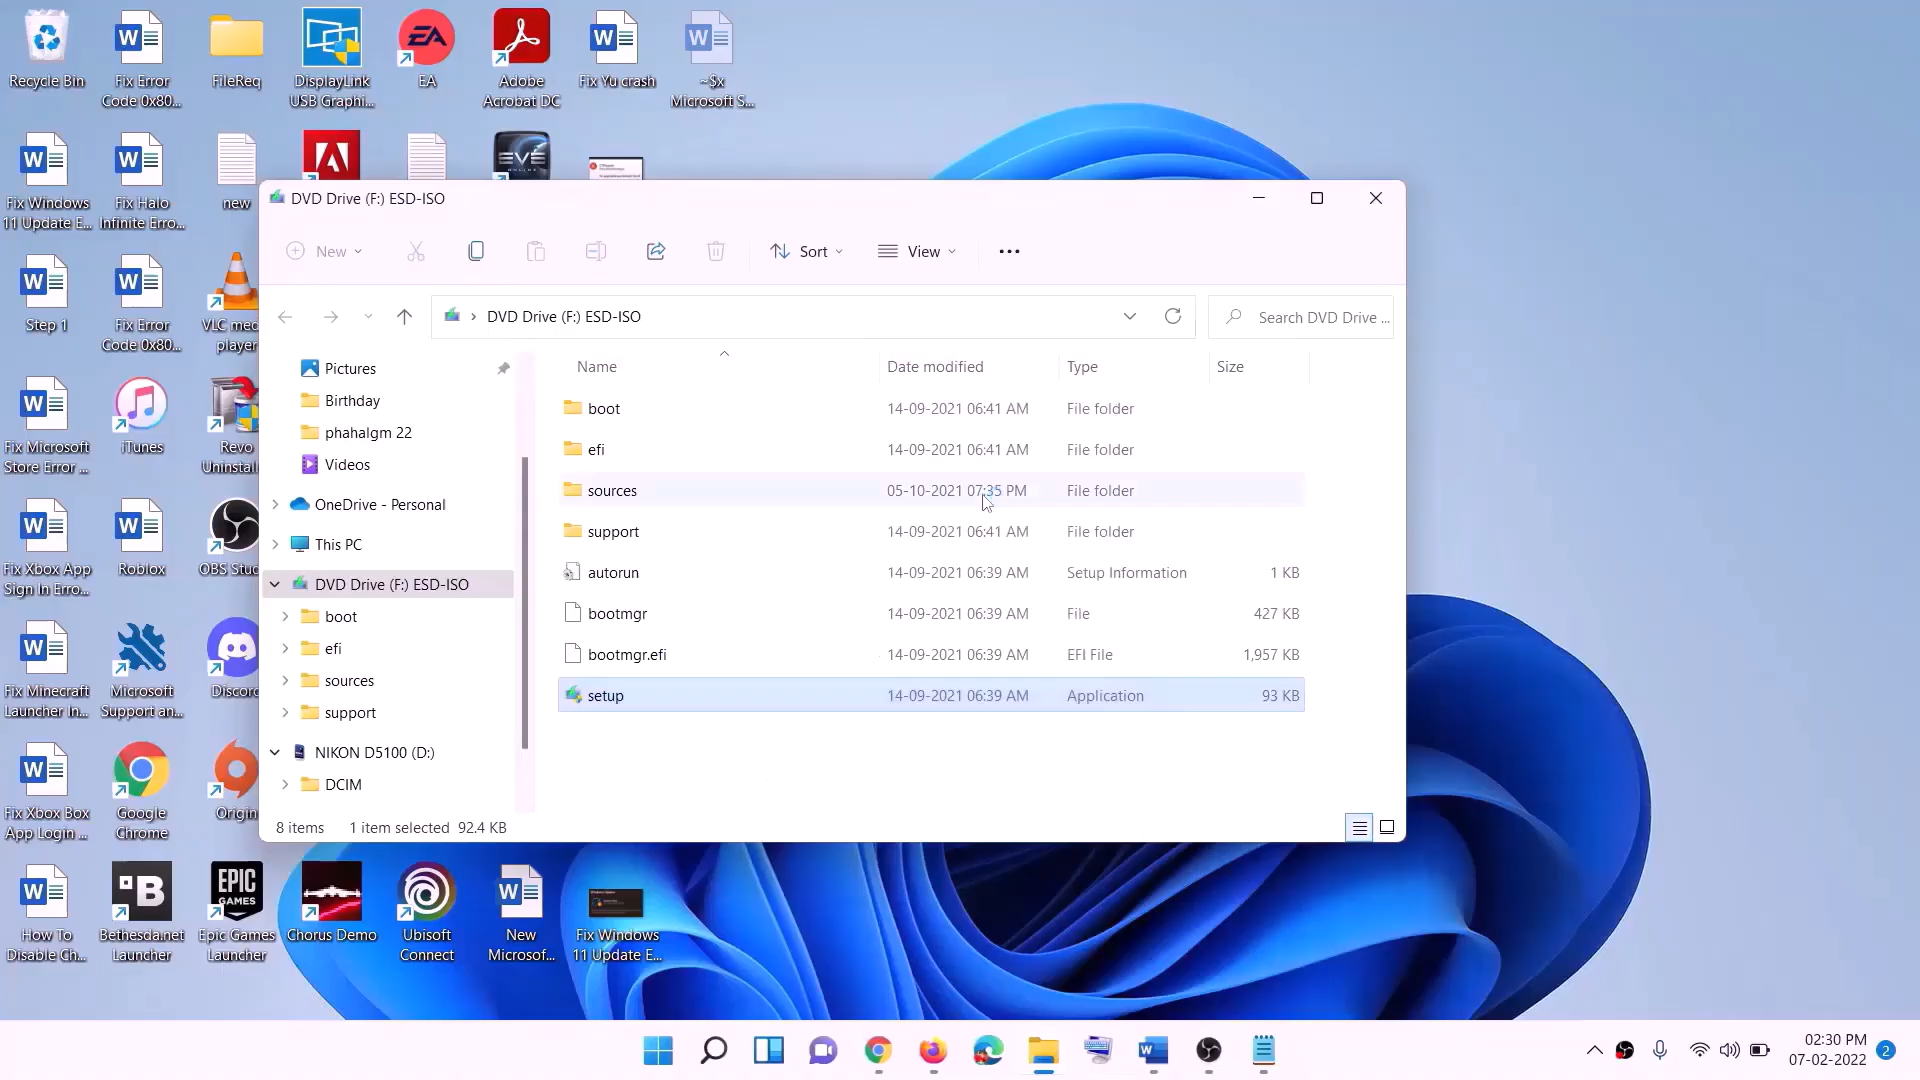 Recycle Bin
Fix Error
Code 0x80...
FileReq
DisplayLink
USB Graphi...
EA
Adobe
Acrobat DC
Fix Yu crash
~$x
Microsoft S...
Fix Windows
11 Update E...
Fix Halo
Infinite Erro...
new
EVE
ONLINE
Step 1
Fix Error
Code 0x80...
VLC med
player
Fix Microsoft
Store Error ...
iTunes
Revo
Uninstall
Fix Xbox App
Sign In Erro...
Roblox
OBS Stud
Fix Minecraft
Launcher In...
Microsoft
Support an...
Discord
Fix Xbox Box
App Login ...
Google
Chrome
Origin
How To
Disable Ch...
Bethesda.net
Launcher
EPIC
GAMES
Epic Games
Launcher
Chorus Demo
Ubisoft
Connect
New
Microsof...
Fix Windows
11 Update E...
DVD Drive (F:) ESD-ISO
New
Sort
View
DVD Drive (F:) ESD-ISO
Search DVD Drive ...
Pictures
Birthday
phahalgm 22
Videos
OneDrive - Personal
This PC
DVD Drive (F:) ESD-ISO
boot
efi
sources
support
NIKON D5100 (D:)
DCIM
Name Date modified Type Size
boot 14-09-2021 06:41 AM File folder
efi 14-09-2021 06:41 AM File folder
sources 05-10-2021 07:35 PM File folder
support 14-09-2021 06:41 AM File folder
autorun 14-09-2021 06:39 AM Setup Information 1 KB
bootmgr 14-09-2021 06:39 AM File 427 KB
bootmgr.efi 14-09-2021 06:39 AM EFI File 1,957 KB
setup 14-09-2021 06:39 AM Application 93 KB
8 items 1 item selected 92.4 KB
02:30 PM
07-02-2022
2